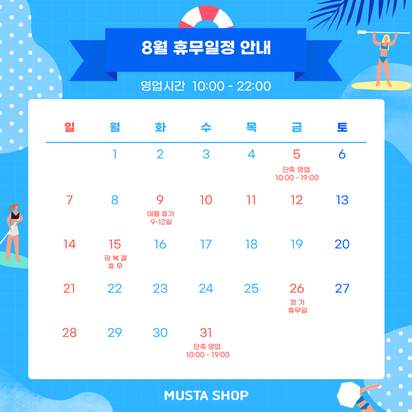 8월 휴무일정 안내
영업시간 10:00 - 22:00
일 월 화 수 목 금 토
1 2 3 4 5 6
단축 영업
10:00 - 19:00
7 8 9 10 11 12 13
여름 휴가
9-12일
14 15 16 17 18 19 20
광 복 절
휴 무
21 22 23 24 25 26 27
정 기
휴무일
28 29 30 31
단축 영업
10:00 - 19:00
MUSTA SHOP